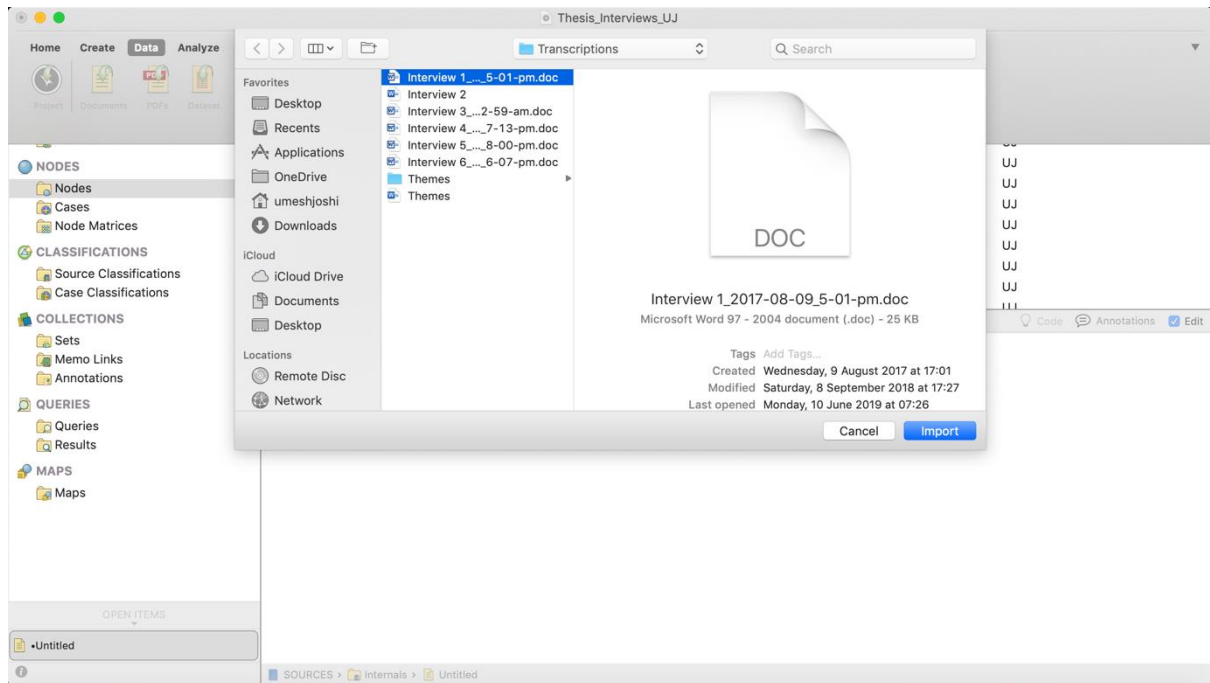 Thesis_Interviews_UJ
Home Create Data Analyze
Project Documents PDFs Dataset
Transcriptions
Search
NODES
Nodes
Cases
Node Matrices
CLASSIFICATIONS
Source Classifications
Case Classifications
COLLECTIONS
Sets
Memo Links
Annotations
QUERIES
Queries
Results
MAPS
Maps
OPEN ITEMS
•Untitled
Favorites
Desktop
Recents
Applications
OneDrive
umeshjoshi
Downloads
iCloud
iCloud Drive
Documents
Desktop
Locations
Remote Disc
Network
Interview 1_..._5-01-pm.doc
Interview 2
Interview 3_...2-59-am.doc
Interview 4_..._7-13-pm.doc
Interview 5_..._8-00-pm.doc
Interview 6_..._6-07-pm.doc
Themes
Themes
DOC
Interview 1_2017-08-09_5-01-pm.doc
Microsoft Word 97 - 2004 document (.doc) - 25 KB
Tags Add Tags...
Created Wednesday, 9 August 2017 at 17:01
Modified Saturday, 8 September 2018 at 17:27
Last opened Monday, 10 June 2019 at 07:26
Cancel Import
UJ
UJ
UJ
UJ
UJ
UJ
UJ
Code Annotations Edit
SOURCES > Internals > Untitled